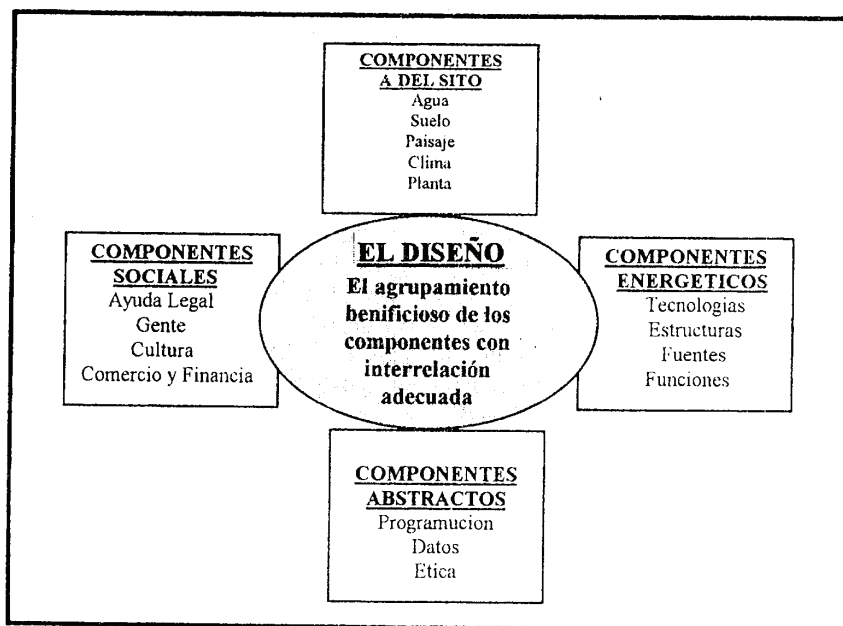 COMPONENTES
A DEL SITO
Agua
Suelo
Paisaje
Clima
Planta
COMPONENTES
SOCIALES
Ayuda Legal
Gente
Cultura
Comercio y Financia
EL DISEÑO
El agrupamiento
benificioso de los
componentes con
interrelación
adecuada
COMPONENTES
ENERGETICOS
Tecnologias
Estructuras
Fuentes
Funciones
COMPONENTES
ABSTRACTOS
Programucion
Datos
Etica